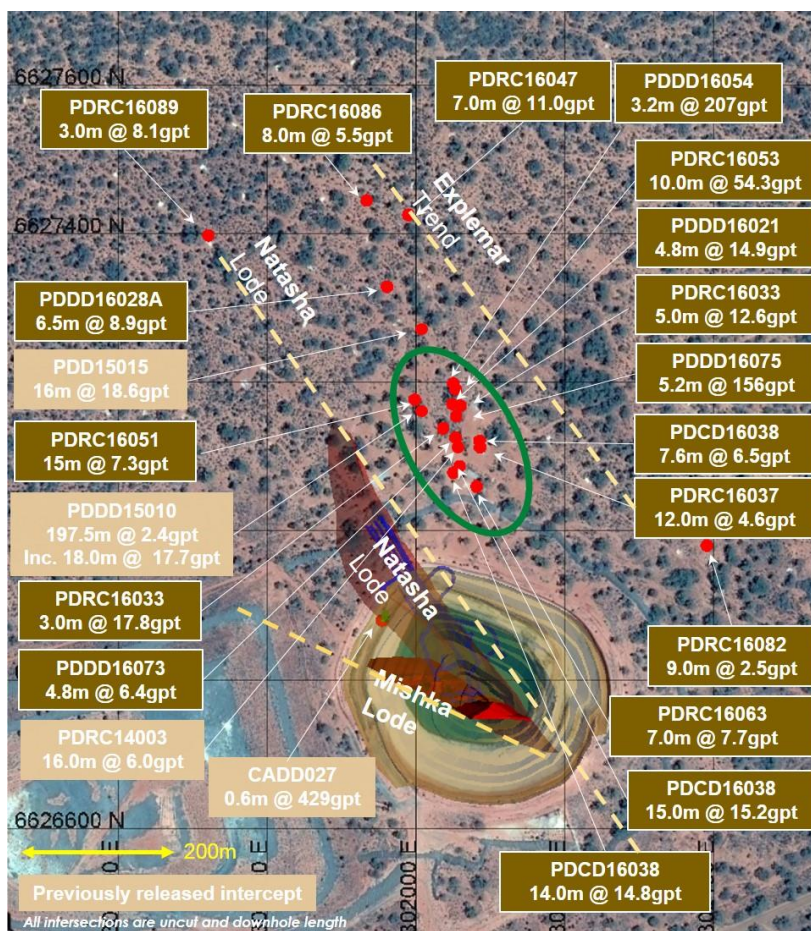 6627600 N
PDRC16089
3.0m @ 8.1gpt
PDRC16086
8.0m @ 5.5gpt
PDRC16047
7.0m @ 11.0gpt
PDDD16054
3.2m @ 207gpt
PDRC16053
10.0m @ 54.3gpt
6627400 N
Explemar
Trend
Natasha
Lode
PDDD16021
4.8m @ 14.9gpt
PDDD16028A
6.5m @ 8.9gpt
PDRC16033
5.0m @ 12.6gpt
PDD15015
16m @ 18.6gpt
PDDD16075
5.2m @ 156gpt
PDRC16051
15m @ 7.3gpt
PDCD16038
7.6m @ 6.5gpt
PDDD15010
197.5m @ 2.4gpt
Inc. 18.0m @  17.7gpt
PDRC16037
12.0m @ 4.6gpt
Natasha
Lode
PDRC16033
3.0m @ 17.8gpt
PDRC16082
9.0m @ 2.5gpt
PDDD16073
4.8m @ 6.4gpt
Mishka
Lode
PDRC16063
7.0m @ 7.7gpt
PDRC14003
16.0m @ 6.0gpt
CADD027
0.6m @ 429gpt
PDCD16038
15.0m @ 15.2gpt
6626600 N
200m
PDCD16038
14.0m @ 14.8gpt
Previously released intercept
All intersections are uncut and downhole length